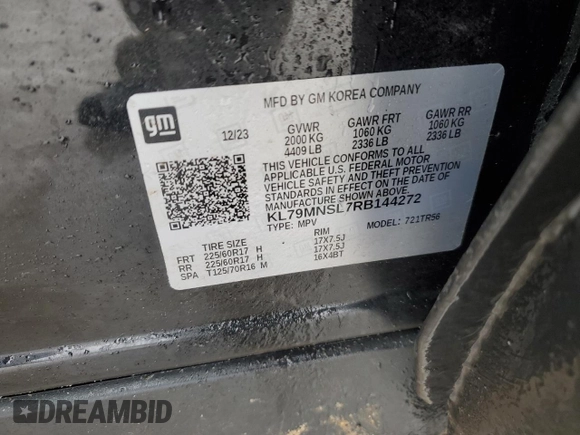 MFD BY GM KOREA COMPANY
gm
12/23
GVWR GAWR FRT GAWR RR
2000 KG 1060 KG 1060 KG
4409 LB 2336 LB 2336 LB
THIS VEHICLE CONFORMS TO ALL
APPLICABLE U.S. FEDERAL MOTOR
VEHICLE SAFETY AND THEFT PREVENTION
STANDARDS IN EFFECT ON THE DATE OF
MANUFACTURE SHOWN ABOVE.
KL79MNSL7RB144272
TYPE: MPV MODEL: 721TR56
TIRE SIZE RIM
FRT 225/60R17 H 17X7.5J
RR 225/60R17 H 17X7.5J
SPA T125/70R16 M 16X4BT
DREAMBID